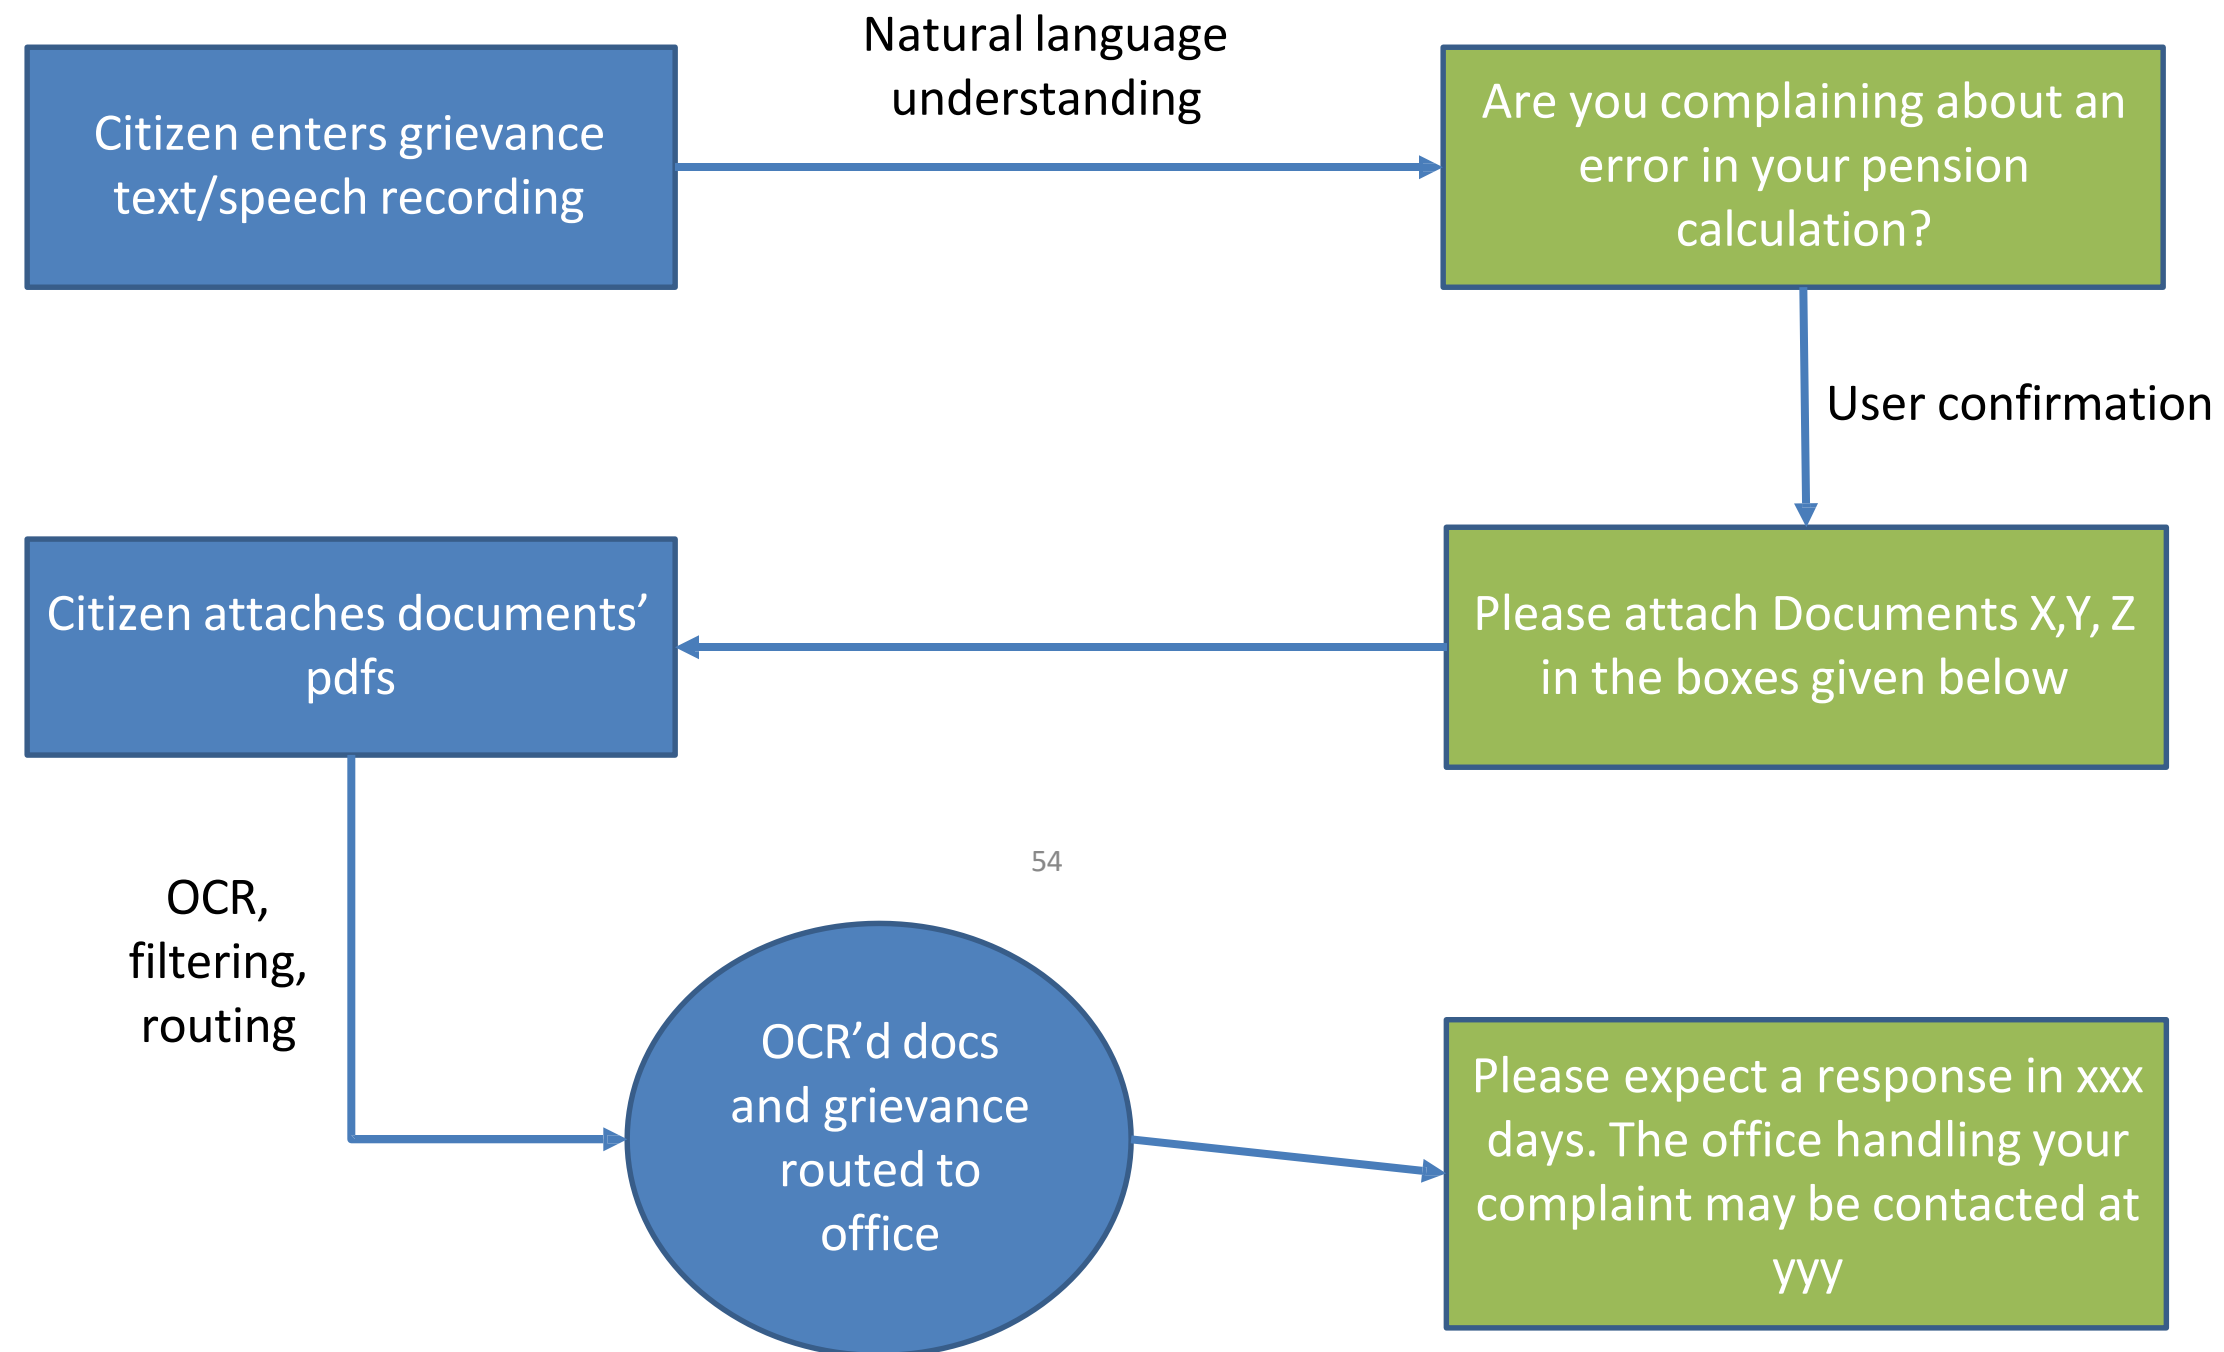 Natural language
understanding
Citizen enters grievance
text/speech recording
Are you complaining about an
error in your pension
calculation?
User confirmation
Citizen attaches documents’
pdfs
Please attach Documents X,Y, Z
in the boxes given below
54
OCR,
filtering,
routing
OCR’d docs
and grievance
routed to
office
Please expect a response in xxx
days. The office handling your
complaint may be contacted at
yyy